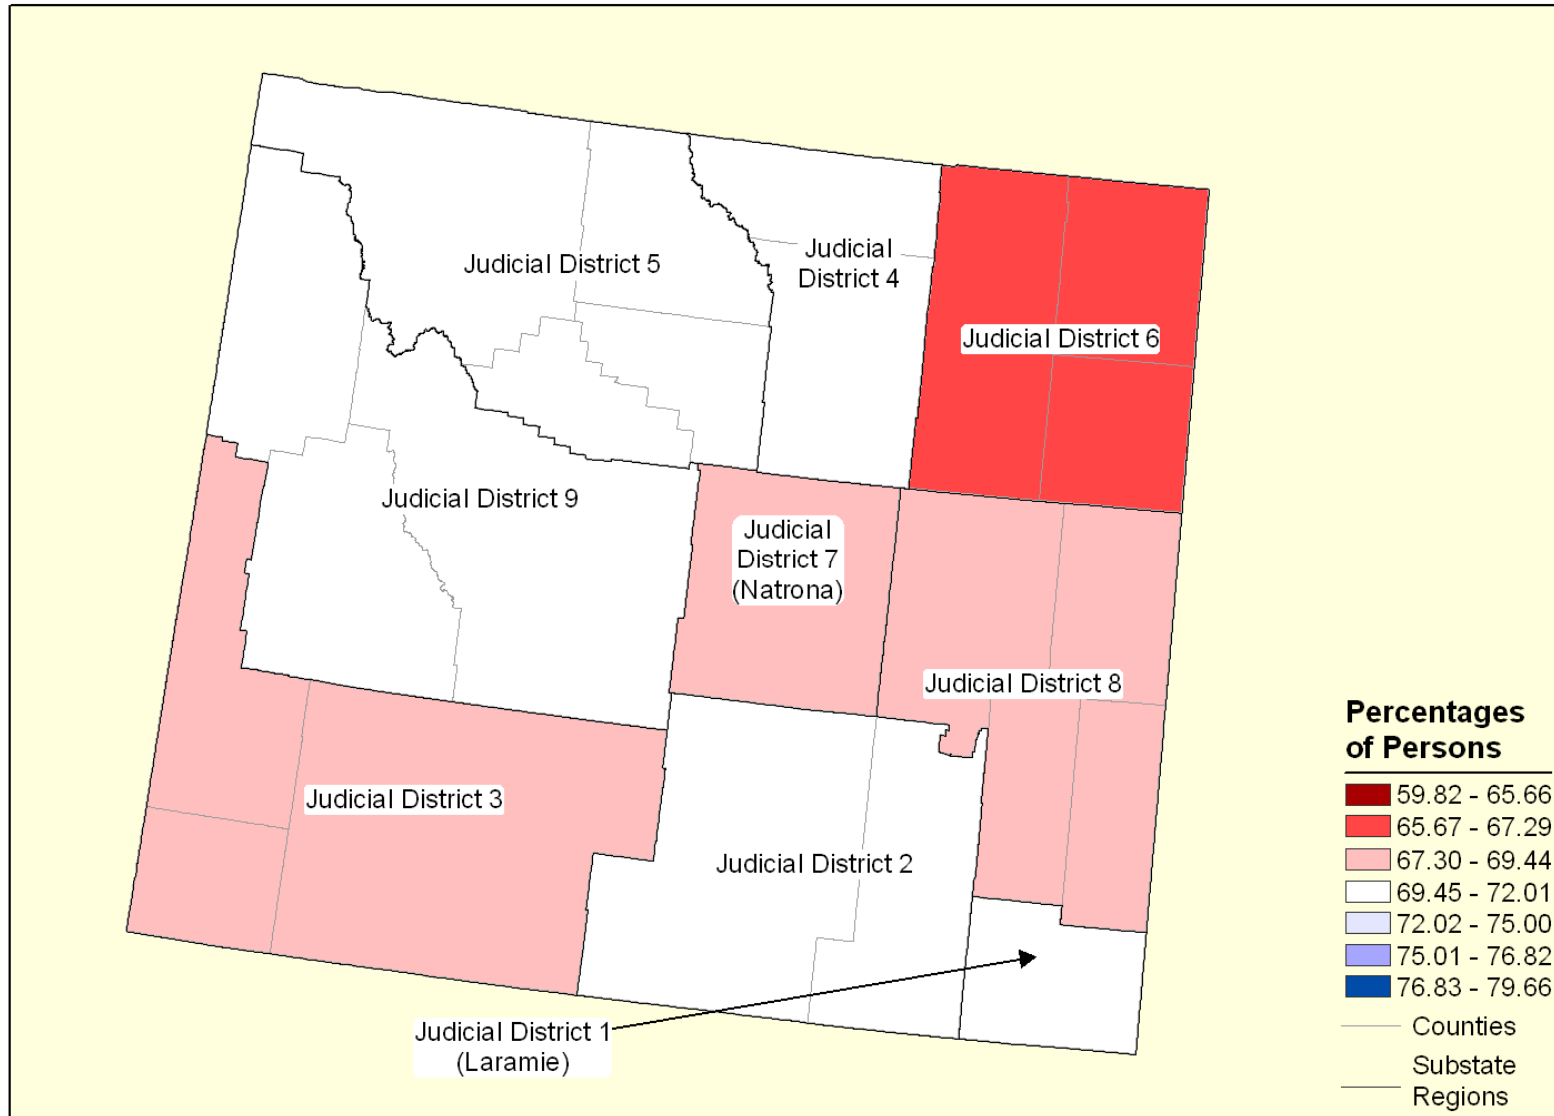 Judicial District 5
Judicial
District 4
Judicial District 6
Judicial District 9
Judicial
District 7
(Natrona)
Judicial District 8
Judicial District 3
Judicial District 2
Judicial District 1
(Laramie)
Percentages
of Persons
59.82 - 65.66
65.67 - 67.29
67.30 - 69.44
69.45 - 72.01
72.02 - 75.00
75.01 - 76.82
76.83 - 79.66
Counties
Substate
Regions